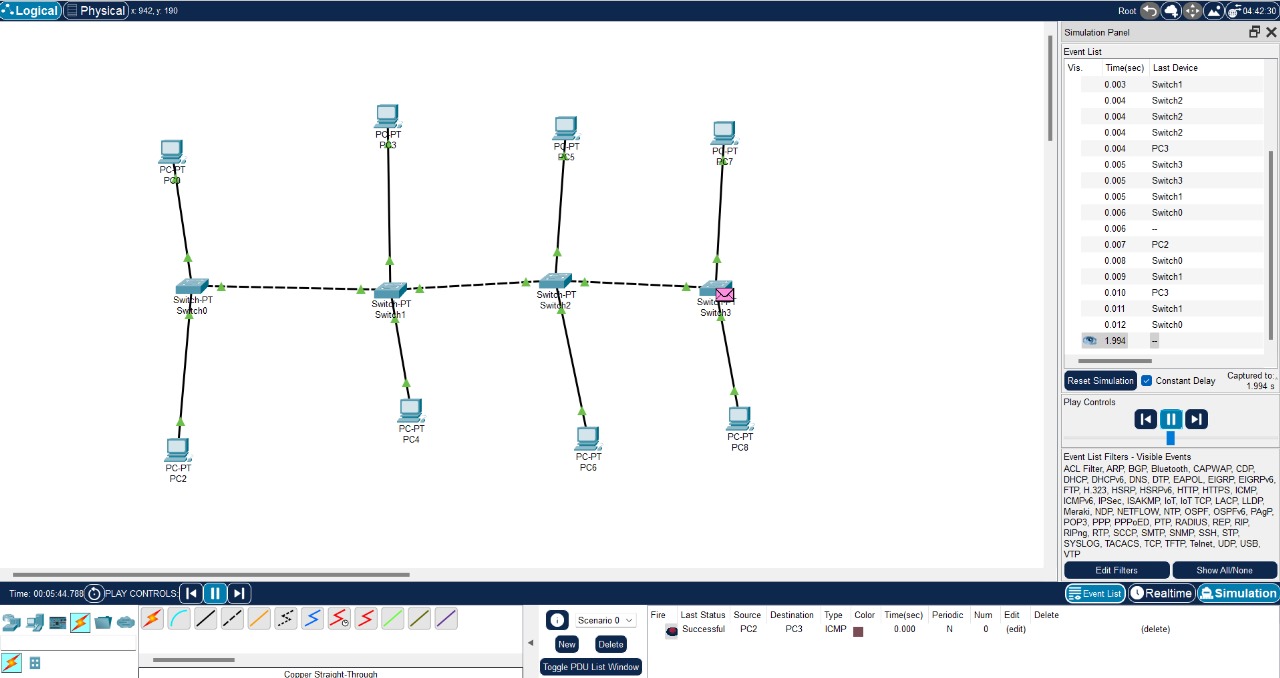 Logical Physical x: 942, y: 190 Root 04:42:30
Simulation Panel
Event List
Vis. Time(sec) Last Device
0.003 Switch1
0.004 Switch2
0.004 Switch2
0.004 Switch2
0.004 PC3
0.005 Switch3
0.005 Switch3
0.005 Switch1
0.006 Switch0
0.006 --
0.007 PC2
0.008 Switch0
0.009 Switch1
0.010 PC3
0.011 Switch1
0.012 Switch0
1.994 --
Reset Simulation Constant Delay Captured to:
1.994 s
Play Controls
Event List Filters - Visible Events
ACL Filter, ARP, BGP, Bluetooth, CAPWAP, CDP,
DHCP, DHCPv6, DNS, DTP, EAPOL, EIGRP, EIGRPv6,
FTP, H.323, HSRP, HSRPv6, HTTP, HTTPS, ICMP,
ICMPv6, IPSec, ISAKMP, IoT, IoT TCP, LACP, LLDP,
Meraki, NDP, NETFLOW, NTP, OSPF, OSPFv6, PAgP,
POP3, PPP, PPPoED, PTP, RADIUS, REP, RIP,
RIPng, RTP, SCCP, SMTP, SNMP, SSH, STP,
SYSLOG, TACACS, TCP, TFTP, Telnet, UDP, USB,
VTP
Edit Filters Show All/None
PC-PT
PC3
PC-PT
PC5
PC-PT
PC7
PC-PT
Switch-PT
Switch0
Switch-PT
Switch1
Switch-PT
Switch2
Switch3
PC-PT
PC4
PC-PT
PC6
PC-PT
PC8
PC-PT
PC2
Time: 00:05:44.788 PLAY CONTROLS: Event List Realtime Simulation
Scenario 0
New Delete
Toggle PDU List Window
Fire Last Status Source Destination Type Color Time(sec) Periodic Num Edit Delete
Successful PC2 PC3 ICMP 0.000 N 0 (edit) (delete)
Copper Straight-Through